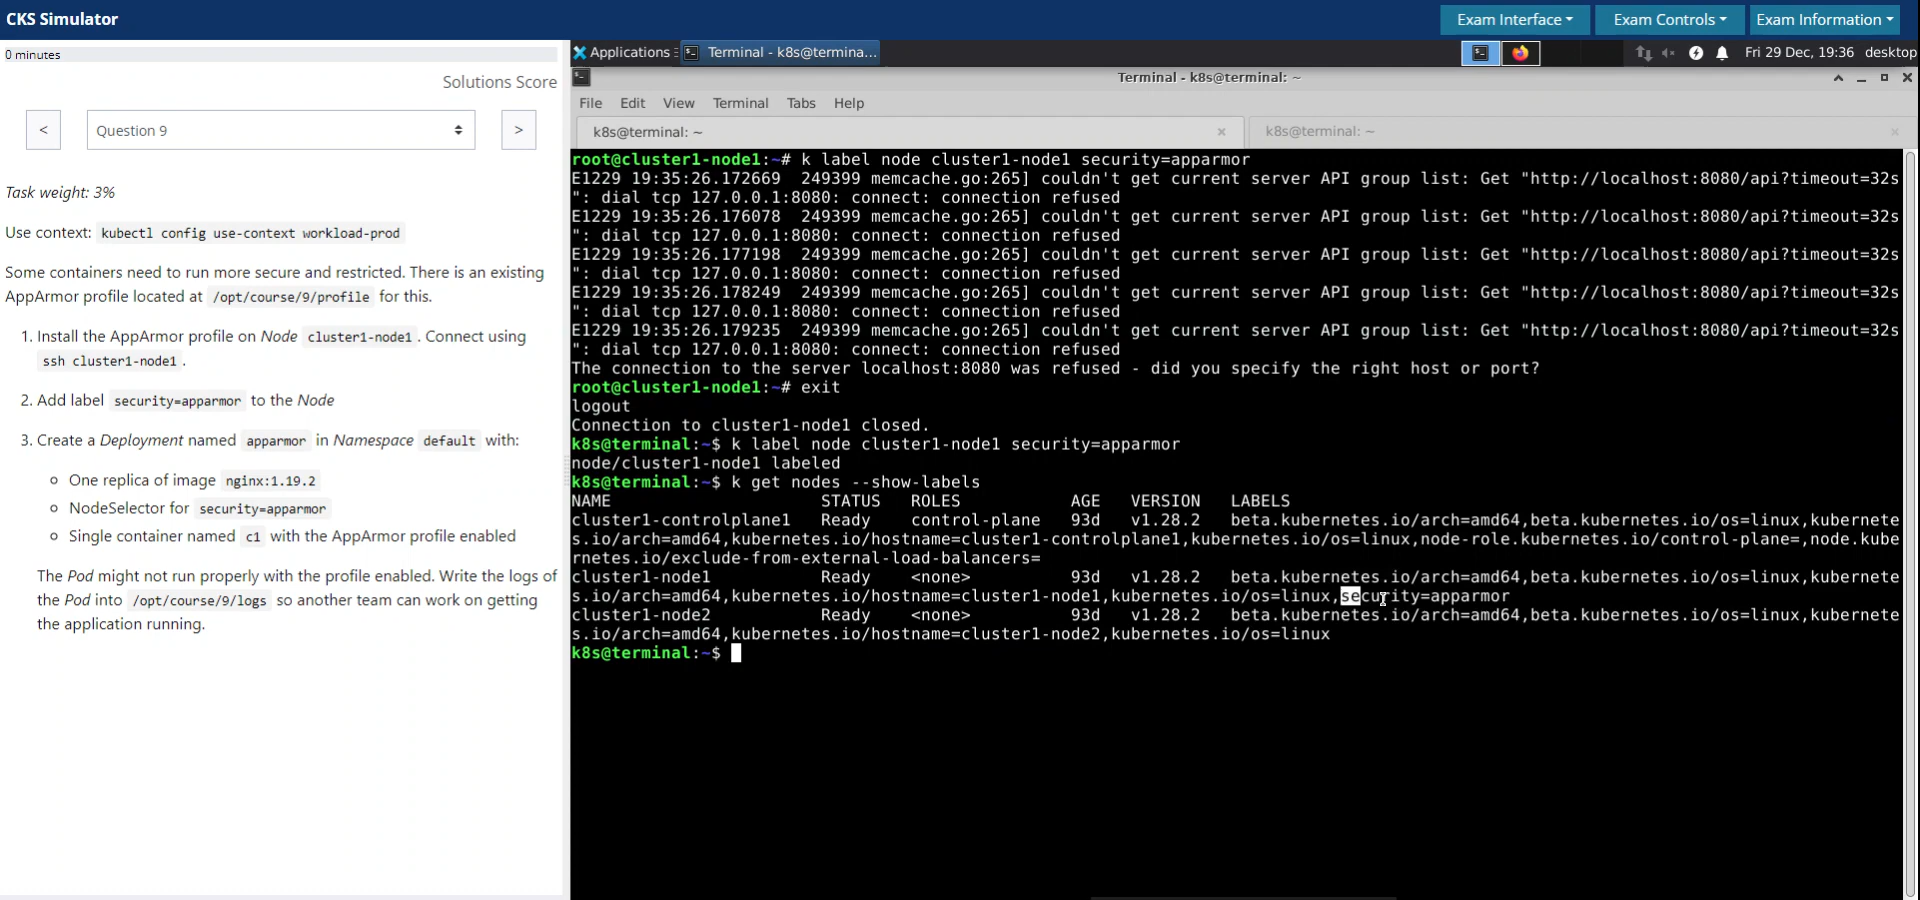 CKS Simulator
Exam Interface
Exam Controls
Exam Information
0 minutes
Solutions Score
<
Question 9
>
Task weight: 3%
Use context: kubectl config use-context workload-prod
Some containers need to run more secure and restricted. There is an existing
AppArmor profile located at /opt/course/9/profile for this.
1. Install the AppArmor profile on Node cluster1-node1 . Connect using
ssh cluster1-node1 .
2. Add label security=apparmor to the Node
3. Create a Deployment named apparmor in Namespace default with:
One replica of image nginx:1.19.2
NodeSelector for security=apparmor
Single container named c1 with the AppArmor profile enabled
The Pod might not run properly with the profile enabled. Write the logs of
the Pod into /opt/course/9/logs so another team can work on getting
the application running.
Applications
Terminal - k8s@termina...
Fri 29 Dec, 19:36 desktop
Terminal - k8s@terminal: ~
File Edit View Terminal Tabs Help
k8s@terminal: ~
k8s@terminal: ~
root@cluster1-node1:~# k label node cluster1-node1 security=apparmor
E1229 19:35:26.172669  249399 memcache.go:265] couldn't get current server API group list: Get "http://localhost:8080/api?timeout=32s
": dial tcp 127.0.0.1:8080: connect: connection refused
E1229 19:35:26.176078  249399 memcache.go:265] couldn't get current server API group list: Get "http://localhost:8080/api?timeout=32s
": dial tcp 127.0.0.1:8080: connect: connection refused
E1229 19:35:26.177198  249399 memcache.go:265] couldn't get current server API group list: Get "http://localhost:8080/api?timeout=32s
": dial tcp 127.0.0.1:8080: connect: connection refused
E1229 19:35:26.178249  249399 memcache.go:265] couldn't get current server API group list: Get "http://localhost:8080/api?timeout=32s
": dial tcp 127.0.0.1:8080: connect: connection refused
E1229 19:35:26.179235  249399 memcache.go:265] couldn't get current server API group list: Get "http://localhost:8080/api?timeout=32s
": dial tcp 127.0.0.1:8080: connect: connection refused
The connection to the server localhost:8080 was refused - did you specify the right host or port?
root@cluster1-node1:~# exit
logout
Connection to cluster1-node1 closed.
k8s@terminal:~$ k label node cluster1-node1 security=apparmor
node/cluster1-node1 labeled
k8s@terminal:~$ k get nodes --show-labels
NAME STATUS ROLES AGE VERSION LABELS
cluster1-controlplane1 Ready control-plane 93d v1.28.2 beta.kubernetes.io/arch=amd64,beta.kubernetes.io/os=linux,kubernete
s.io/arch=amd64,kubernetes.io/hostname=cluster1-controlplane1,kubernetes.io/os=linux,node-role.kubernetes.io/control-plane=,node.kube
rnetes.io/exclude-from-external-load-balancers=
cluster1-node1 Ready <none> 93d v1.28.2 beta.kubernetes.io/arch=amd64,beta.kubernetes.io/os=linux,kubernete
s.io/arch=amd64,kubernetes.io/hostname=cluster1-node1,kubernetes.io/os=linux,security=apparmor
cluster1-node2 Ready <none> 93d v1.28.2 beta.kubernetes.io/arch=amd64,beta.kubernetes.io/os=linux,kubernete
s.io/arch=amd64,kubernetes.io/hostname=cluster1-node2,kubernetes.io/os=linux
k8s@terminal:~$